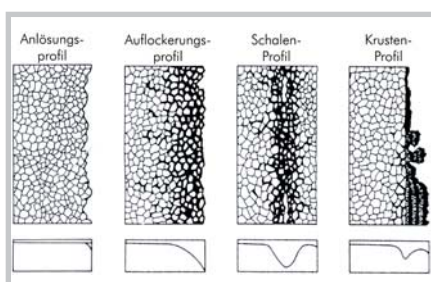 Anlösungs-
profil
Auflockerungs-
profil
Schalen-
Profil
Krusten-
Profil